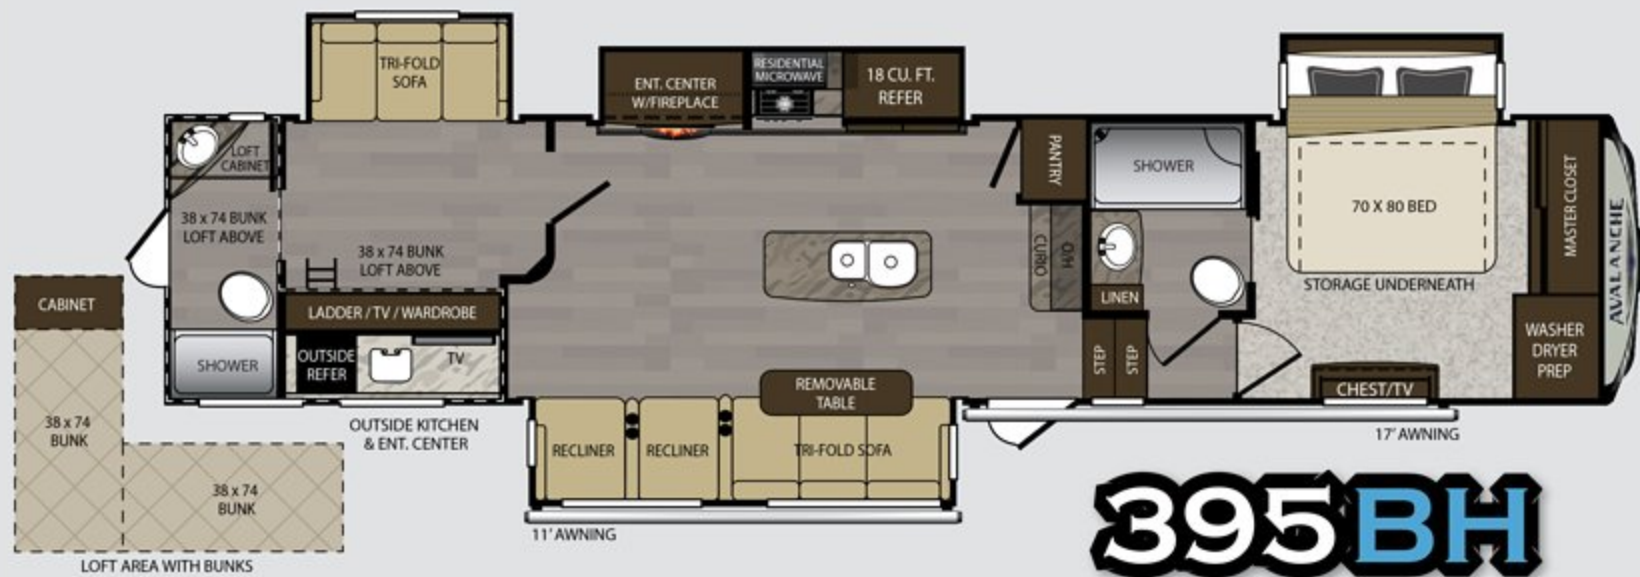 TRI-FOLD
SOFA
ENT. CENTER
W/FIREPLACE
RESIDENTIAL
MICROWAVE
18 CU. FT.
REFER
LOFT
CABINET
38 x 74 BUNK
LOFT ABOVE
38 x 74 BUNK
LOFT ABOVE
PANTRY
SHOWER
70 X 80 BED
MASTER CLOSET
AVALANCHE
O/H
CURIO
STORAGE UNDERNEATH
CABINET
LADDER / TV / WARDROBE
LINEN
SHOWER
OUTSIDE
REFER
TV
STEP
STEP
WASHER
DRYER
PREP
REMOVABLE
TABLE
CHEST/TV
38 x 74
BUNK
OUTSIDE KITCHEN
& ENT. CENTER
RECLINER
RECLINER
TRI-FOLD SOFA
17' AWNING
38 x 74
BUNK
11' AWNING
LOFT AREA WITH BUNKS
395BH